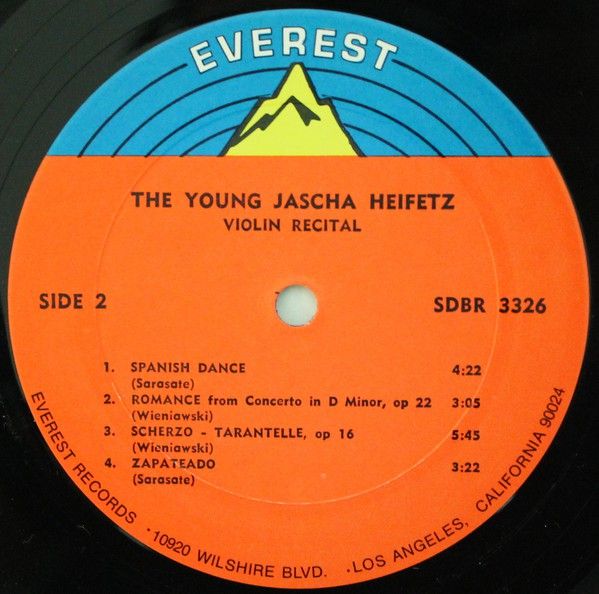 EVEREST
THE YOUNG JASCHA HEIFETZ
VIOLIN RECITAL
SIDE 2
SDBR 3326
1. SPANISH DANCE 4:22
(Sarasate)
2. ROMANCE from Concerto in D Minor, op 22 3:05
(Wieniawski)
3. SCHERZO - TARANTELLE, op 16 5:45
(Wieniawski)
4. ZAPATEADO 3:22
(Sarasate)
EVEREST RECORDS · 10920 WILSHIRE BLVD. · LOS ANGELES, CALIFORNIA 90024